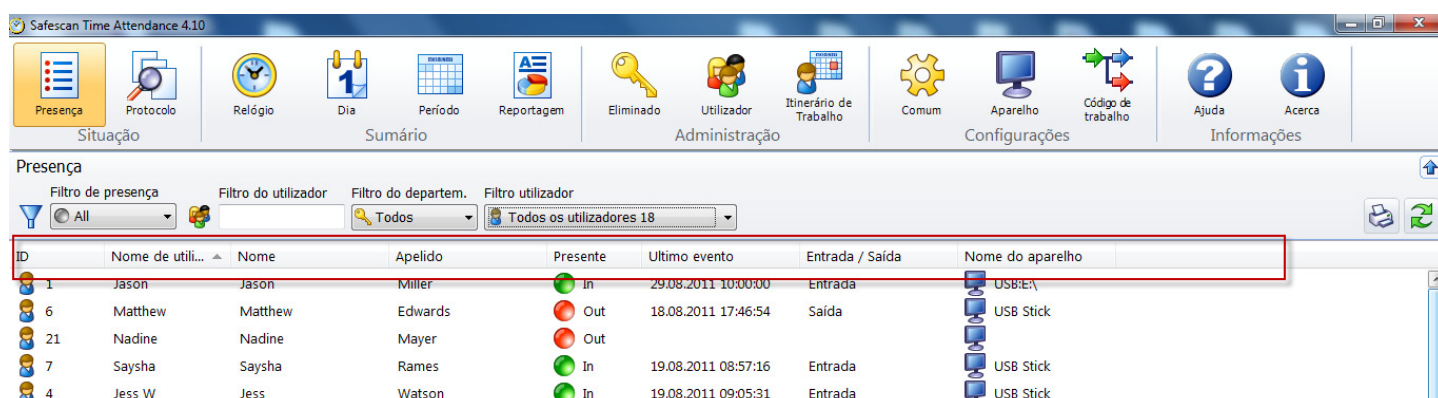 Safescan Time Attendance 4.10
Presença Protocolo Relógio Dia Período Reportagem Eliminado Utilizador Itinerário de Trabalho Comum Aparelho Código de trabalho Ajuda Acerca
Situação Sumário Administração Configurações Informações
Presença
Filtro de presença Filtro do utilizador Filtro do departem. Filtro utilizador
All Todos Todos os utilizadores 18
ID Nome de utili... Nome Apelido Presente Ultimo evento Entrada / Saída Nome do aparelho
1 Jason Jason Miller In 29.08.2011 10:00:00 Entrada USB:E:\
6 Matthew Matthew Edwards Out 18.08.2011 17:46:54 Saída USB Stick
21 Nadine Nadine Mayer Out
7 Saysha Saysha Rames In 19.08.2011 08:57:16 Entrada USB Stick
4 Jess W Jess Watson In 19.08.2011 09:05:31 Entrada USB Stick